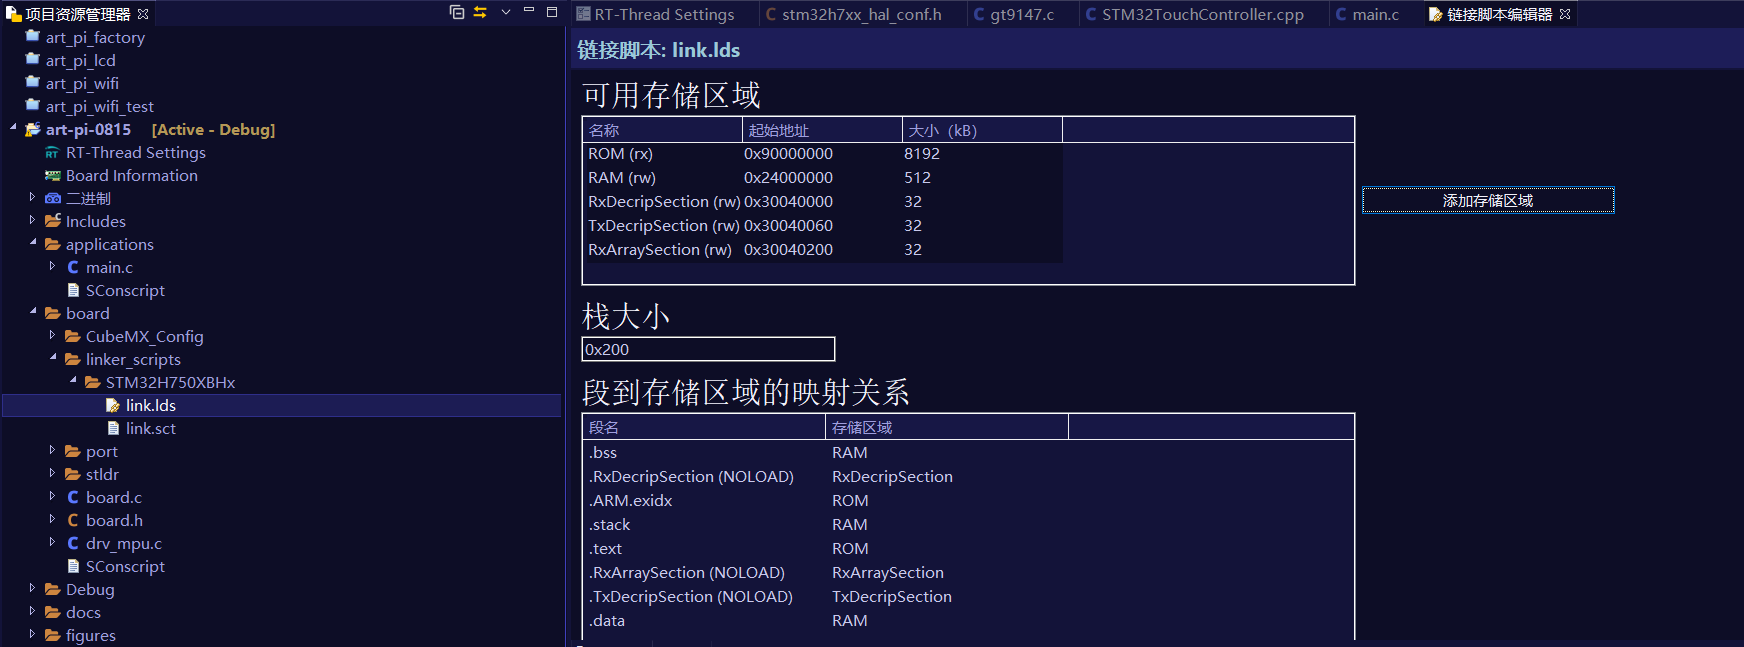 项目资源管理器
art_pi_factory
art_pi_lcd
art_pi_wifi
art_pi_wifi_test
art-pi-0815 [Active - Debug]
RT-Thread Settings
Board Information
二进制
Includes
applications
main.c
SConscript
board
CubeMX_Config
linker_scripts
STM32H750XBHx
link.lds
link.sct
port
stldr
board.c
board.h
drv_mpu.c
SConscript
Debug
docs
figures
RT-Thread Settings
stm32h7xx_hal_conf.h
gt9147.c
STM32TouchController.cpp
main.c
链接脚本编辑器
链接脚本: link.lds
可用存储区域
名称 起始地址 大小（kB）
ROM (rx) 0x90000000 8192
RAM (rw) 0x24000000 512
RxDecripSection (rw) 0x30040000 32
TxDecripSection (rw) 0x30040060 32
RxArraySection (rw) 0x30040200 32
添加存储区域
栈大小
0x200
段到存储区域的映射关系
段名 存储区域
.bss RAM
.RxDecripSection (NOLOAD) RxDecripSection
.ARM.exidx ROM
.stack RAM
.text ROM
.RxArraySection (NOLOAD) RxArraySection
.TxDecripSection (NOLOAD) TxDecripSection
.data RAM